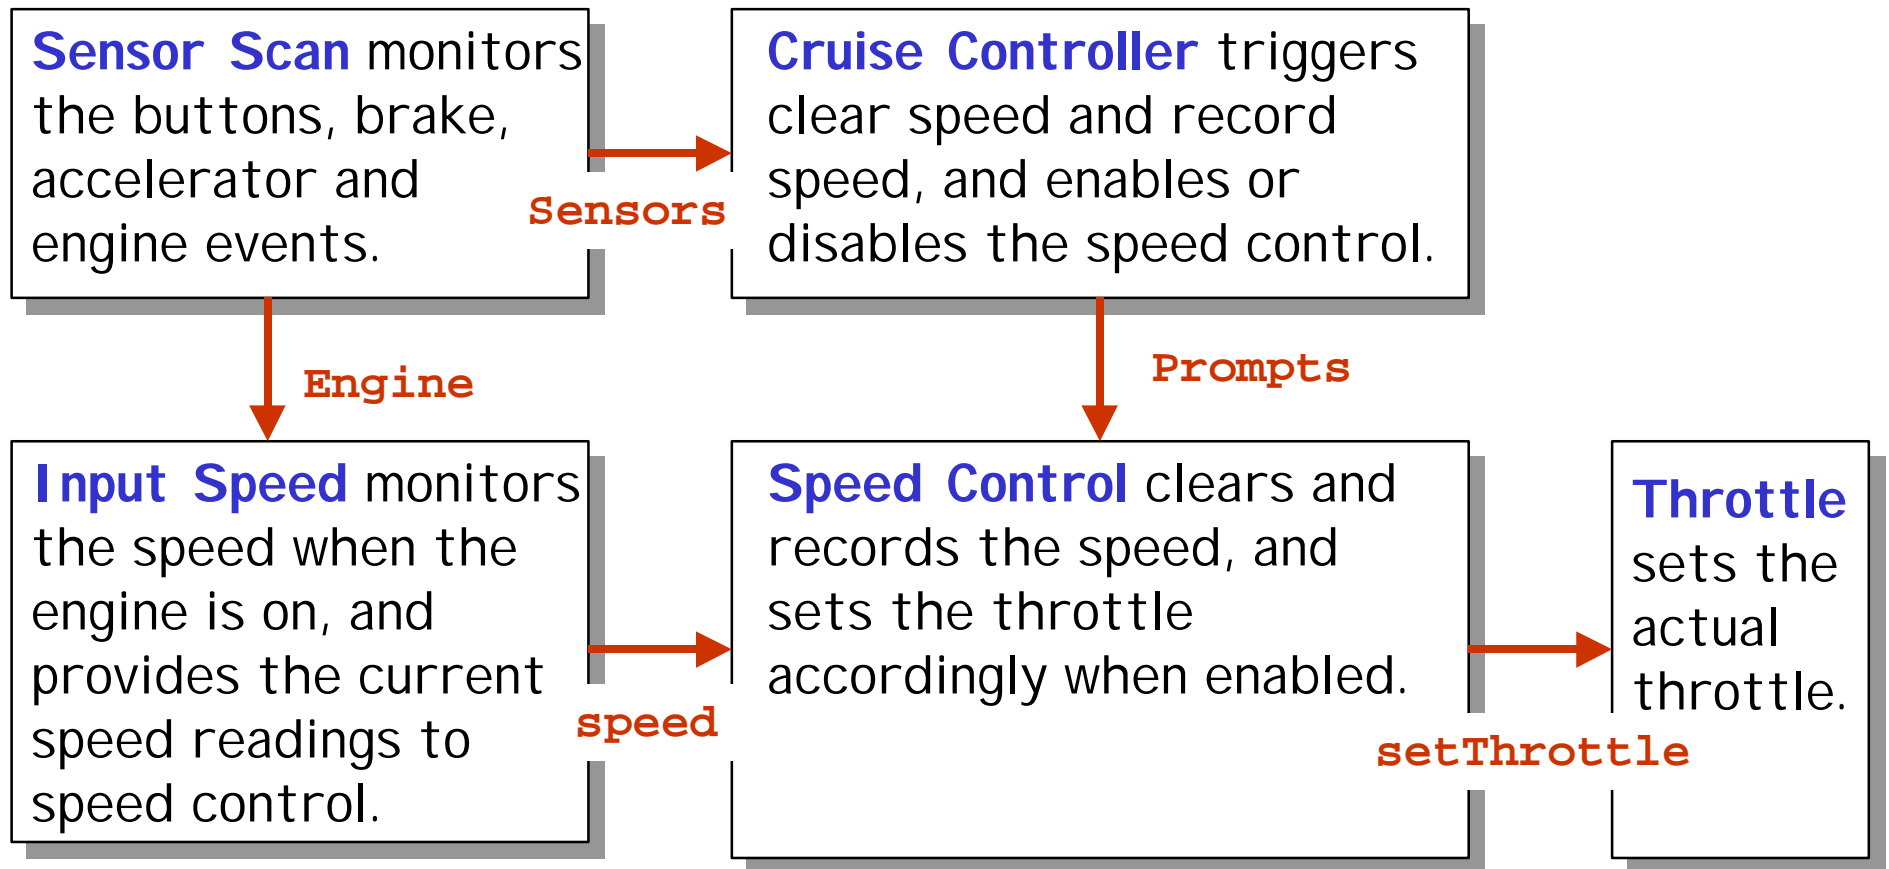 Sensor Scan monitors
the buttons, brake,
accelerator and
engine events.
Sensors
Cruise Controller triggers
clear speed and record
speed, and enables or
disables the speed control.
Engine
Prompts
Input Speed monitors
the speed when the
engine is on, and
provides the current
speed readings to
speed control.
speed
Speed Control clears and
records the speed, and
sets the throttle
accordingly when enabled.
setThrottle
Throttle
sets the
actual
throttle.